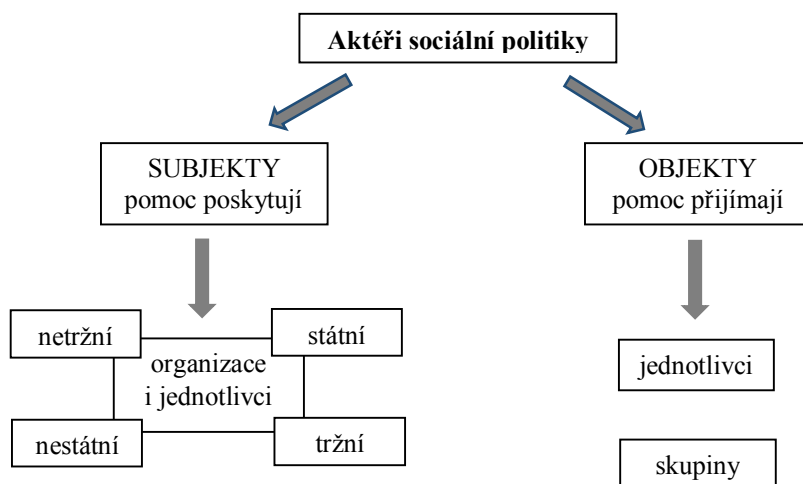 Aktéři sociální politiky
SUBJEKTY
pomoc poskytují
OBJEKTY
pomoc přijímají
netržní
státní
organizace
i jednotlivci
nestátní
tržní
jednotlivci
skupiny